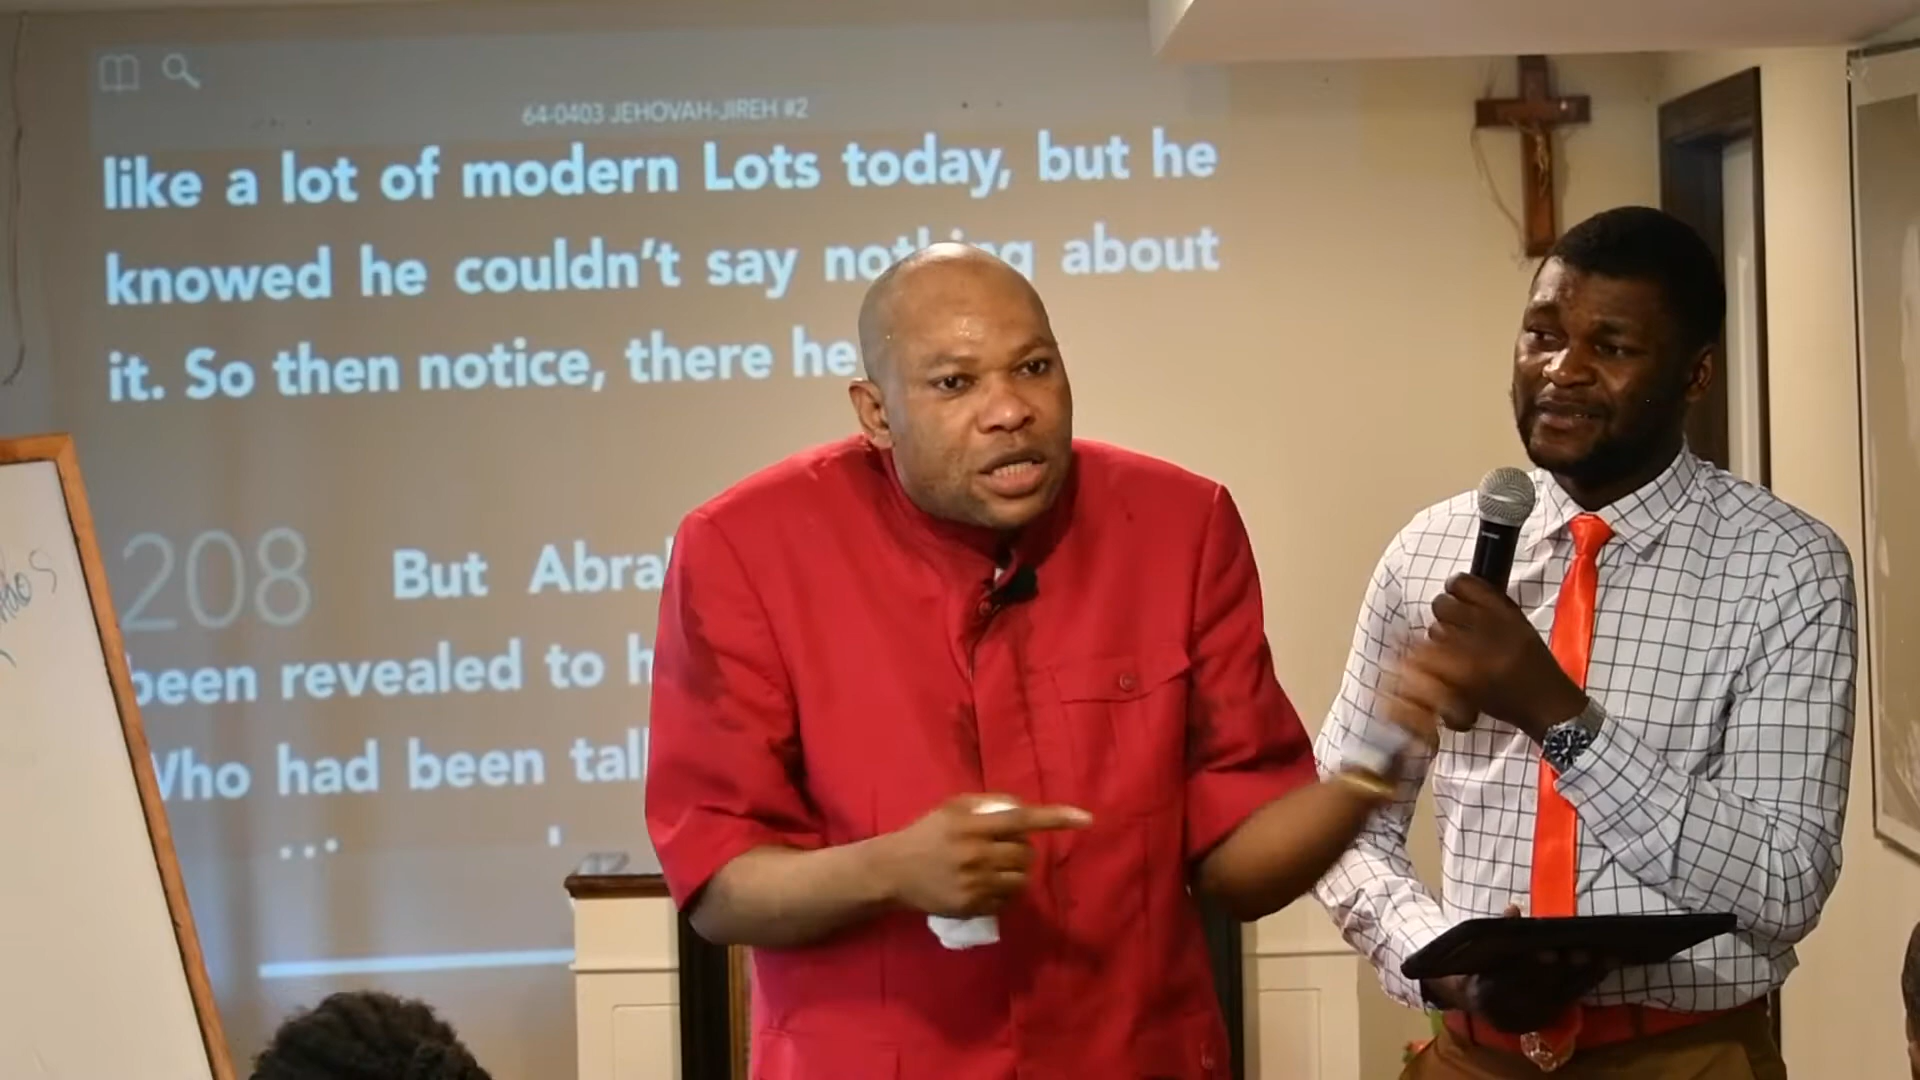 64-0403 JEHOVAH-JIREH #2
like a lot of modern Lots today, but he
knowed he couldn't say nothing about
it. So then notice, there he
208 But Abra
been revealed to h
Who had been tal